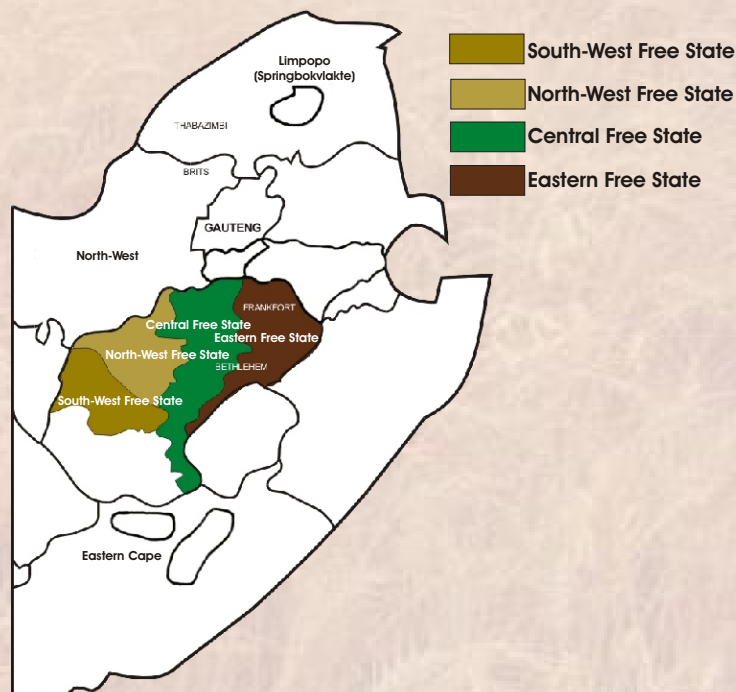 South-West Free State
North-West Free State
Central Free State
Eastern Free State
Limpopo
(Springbokvlakte)
THABAZIMBI
BRITS
GAUTENG
North-West
FRANKFORT
Central Free State
Eastern Free State
North-West Free State
BETHLEHEM
South-West Free State
Eastern Cape